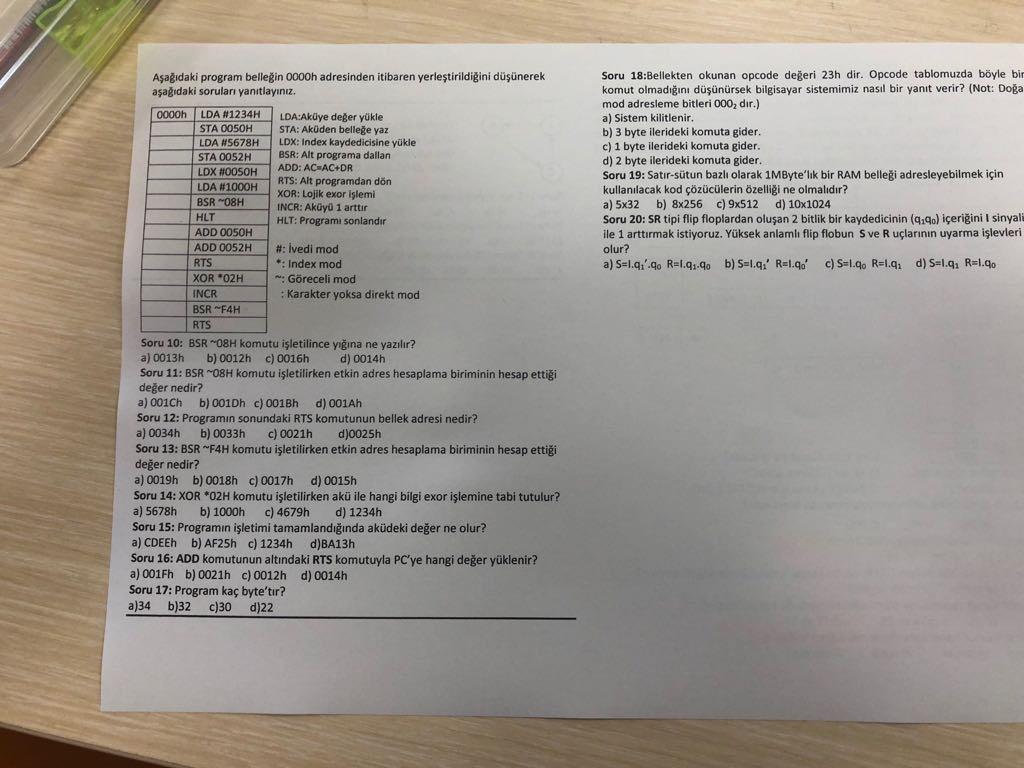 Aşağıdaki program belleğin 0000h adresinden itibaren yerleştirildiğini düşünerek
aşağıdaki soruları yanıtlayınız.
0000h LDA #1234H
STA 0050H
LDA #5678H
STA 0052H
LDX #0050H
LDA #1000H
BSR ~08H
HLT
ADD 0050H
ADD 0052H
RTS
XOR *02H
INCR
BSR ~F4H
RTS
LDA:Aküye değer yükle
STA: Aküden belleğe yaz
LDX: Index kaydedicisine yükle
BSR: Alt programa dallan
ADD: AC=AC+DR
RTS: Alt programdan dön
XOR: Lojik exor işlemi
INCR: Aküyü 1 arttır
HLT: Programı sonlandır
#: İvedi mod
*: Index mod
~: Göreceli mod
: Karakter yoksa direkt mod
Soru 10: BSR ~08H komutu işletilince yığına ne yazılır?
a) 0013h b) 0012h c) 0016h d) 0014h
Soru 11: BSR ~08H komutu işletilirken etkin adres hesaplama biriminin hesap ettiği
değer nedir?
a) 001Ch b) 001Dh c) 001Bh d) 001Ah
Soru 12: Programın sonundaki RTS komutunun bellek adresi nedir?
a) 0034h b) 0033h c) 0021h d)0025h
Soru 13: BSR ~F4H komutu işletilirken etkin adres hesaplama biriminin hesap ettiği
değer nedir?
a) 0019h b) 0018h c) 0017h d) 0015h
Soru 14: XOR *02H komutu işletilirken akü ile hangi bilgi exor işlemine tabi tutulur?
a) 5678h b) 1000h c) 4679h d) 1234h
Soru 15: Programın işletimi tamamlandığında aküdeki değer ne olur?
a) CDEEh b) AF25h c) 1234h d)BA13h
Soru 16: ADD komutunun altındaki RTS komutuyla PC'ye hangi değer yüklenir?
a) 001Fh b) 0021h c) 0012h d) 0014h
Soru 17: Program kaç byte'tır?
a)34 b)32 c)30 d)22
Soru 18:Bellekten okunan opcode değeri 23h dir. Opcode tablomuzda böyle bir
komut olmadığını düşünürsek bilgisayar sistemimiz nasıl bir yanıt verir? (Not: Doğa
mod adresleme bitleri 000₂ dır.)
a) Sistem kilitlenir.
b) 3 byte ilerideki komuta gider.
c) 1 byte ilerideki komuta gider.
d) 2 byte ilerideki komuta gider.
Soru 19: Satır-sütun bazlı olarak 1MByte'lık bir RAM belleği adresleyebilmek için
kullanılacak kod çözücülerin özelliği ne olmalıdır?
a) 5x32 b) 8x256 c) 9x512 d) 10x1024
Soru 20: SR tipi flip floplardan oluşan 2 bitlik bir kaydedicinin (q₁q₀) içeriğini I sinyali
ile 1 arttırmak istiyoruz. Yüksek anlamlı flip flobun S ve R uçlarının uyarma işlevleri
olur?
a) S=I.q₁'.q₀ R=I.q₁.q₀ b) S=I.q₁' R=I.q₀' c) S=I.q₀ R=I.q₁ d) S=I.q₁ R=I.q₀